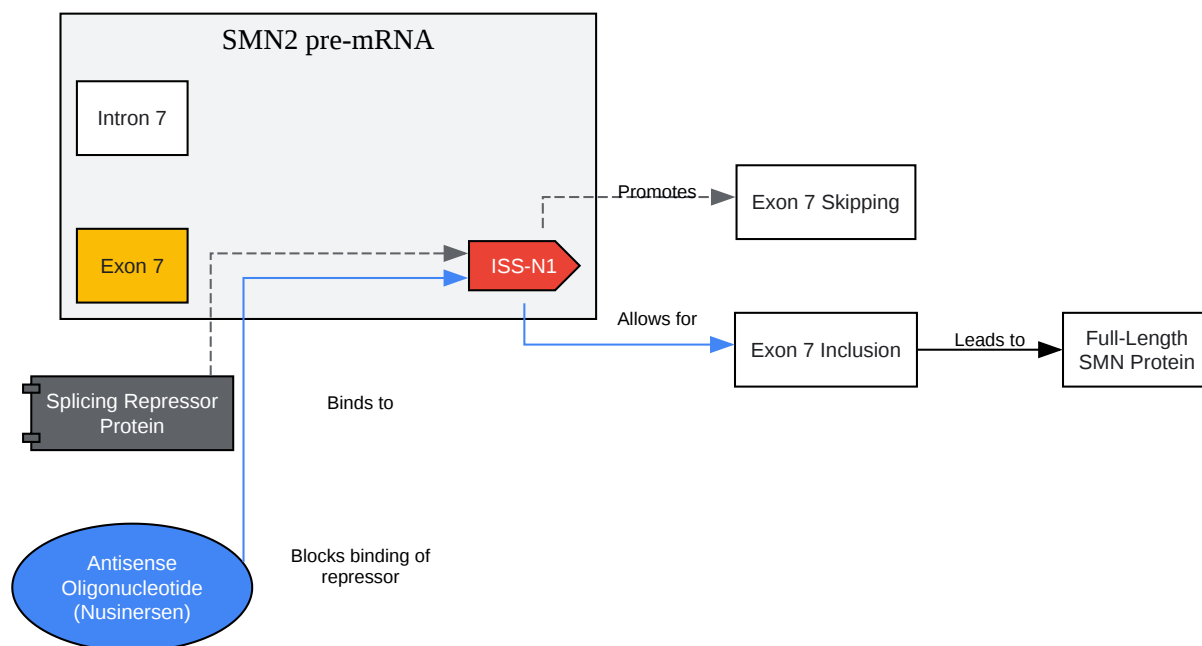 SMN2 pre-mRNA
Intron 7
Promotes
Exon 7 Skipping
Exon 7
ISS-N1
Allows for
Exon 7 Inclusion
Leads to
Full-Length
SMN Protein
Splicing Repressor
Protein
Binds to
Blocks binding of
repressor
Antisense
Oligonucleotide
(Nusinersen)